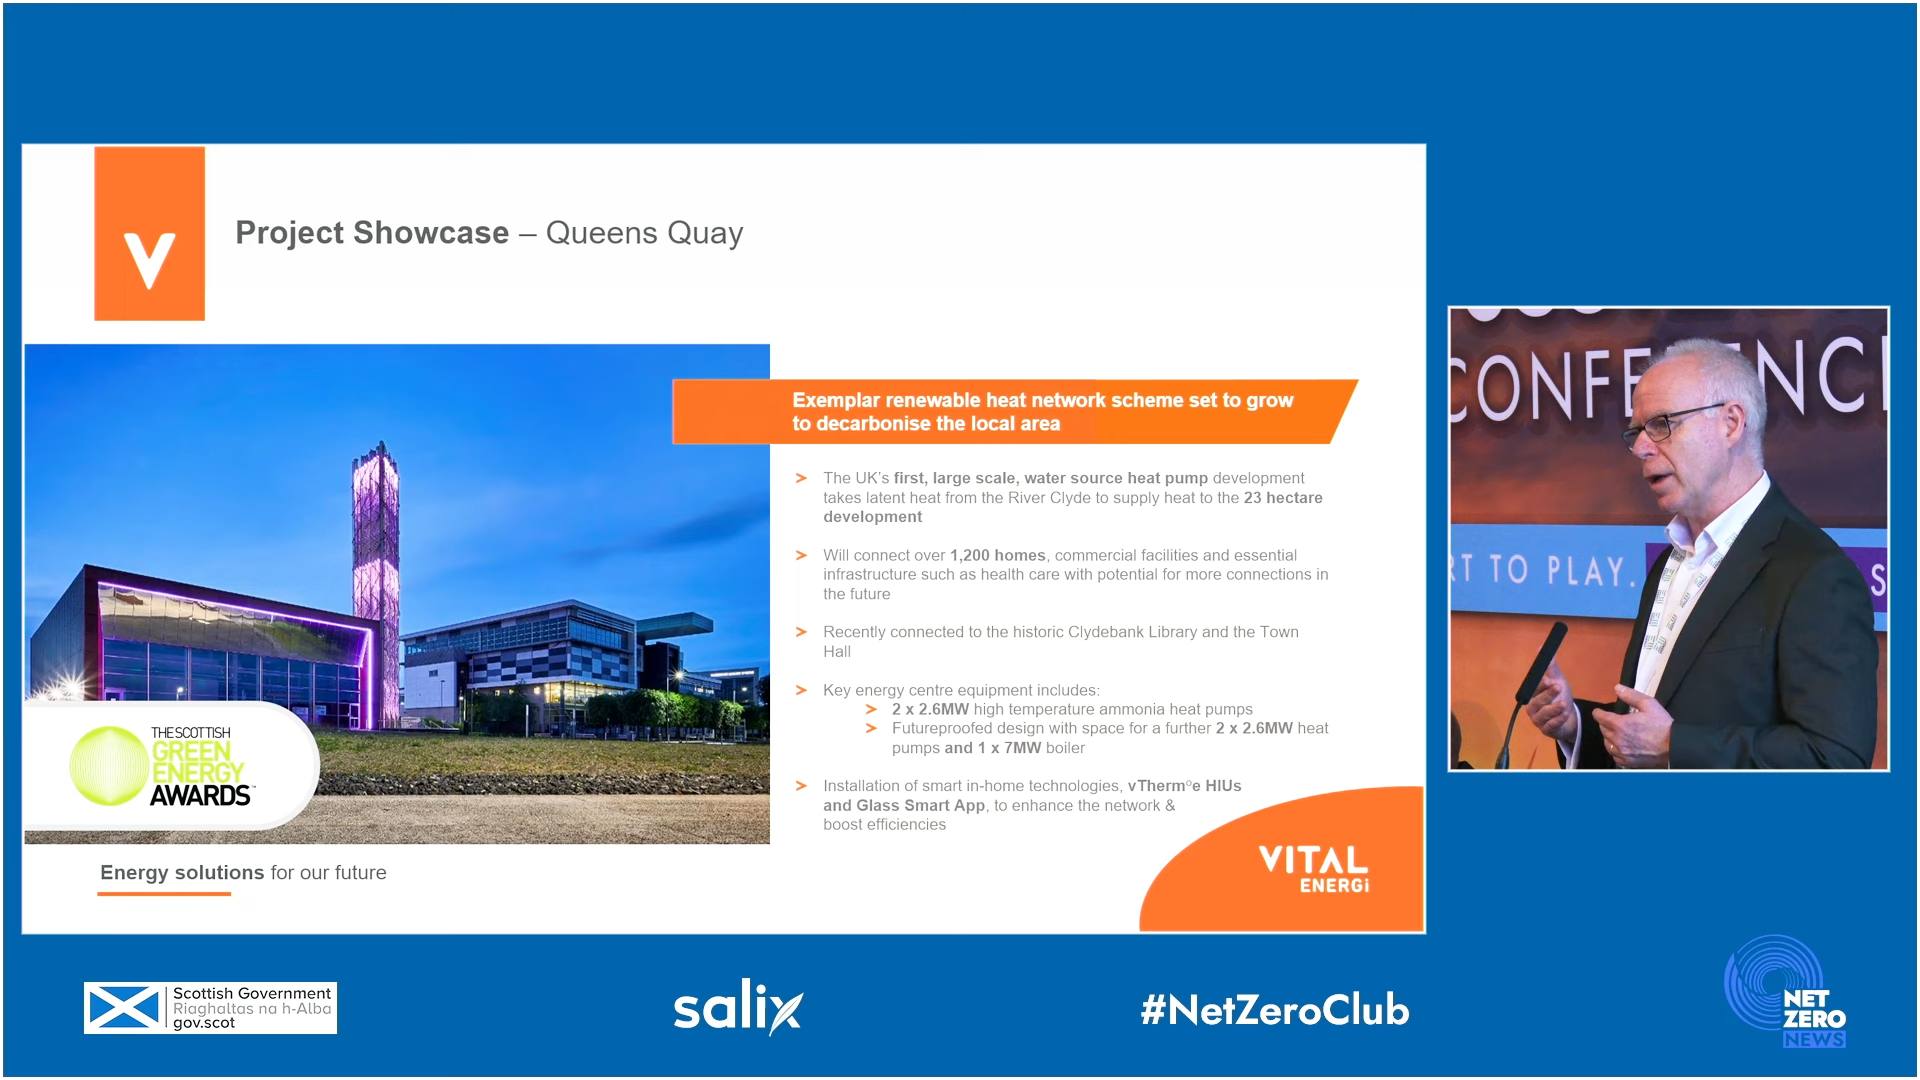 V
Project Showcase – Queens Quay
Exemplar renewable heat network scheme set to grow
to decarbonise the local area
The UK's first, large scale, water source heat pump development
takes latent heat from the River Clyde to supply heat to the 23 hectare
development
Will connect over 1,200 homes, commercial facilities and essential
infrastructure such as health care with potential for more connections in
the future
Recently connected to the historic Clydebank Library and the Town
Hall
Key energy centre equipment includes:
2 x 2.6MW high temperature ammonia heat pumps
Futureproofed design with space for a further 2 x 2.6MW heat
pumps and 1 x 7MW boiler
Installation of smart in-home technologies, vThermºe HIUs
and Glass Smart App, to enhance the network &
boost efficiencies
THE SCOTTISH
GREEN
ENERGY
AWARDS
Energy solutions for our future
VITAL
ENERGi
CONFE NCE
RT TO PLAY.
S
Scottish Government
Riaghaltas na h-Alba
gov.scot
salix
#NetZeroClub
NET
ZERO
NEWS